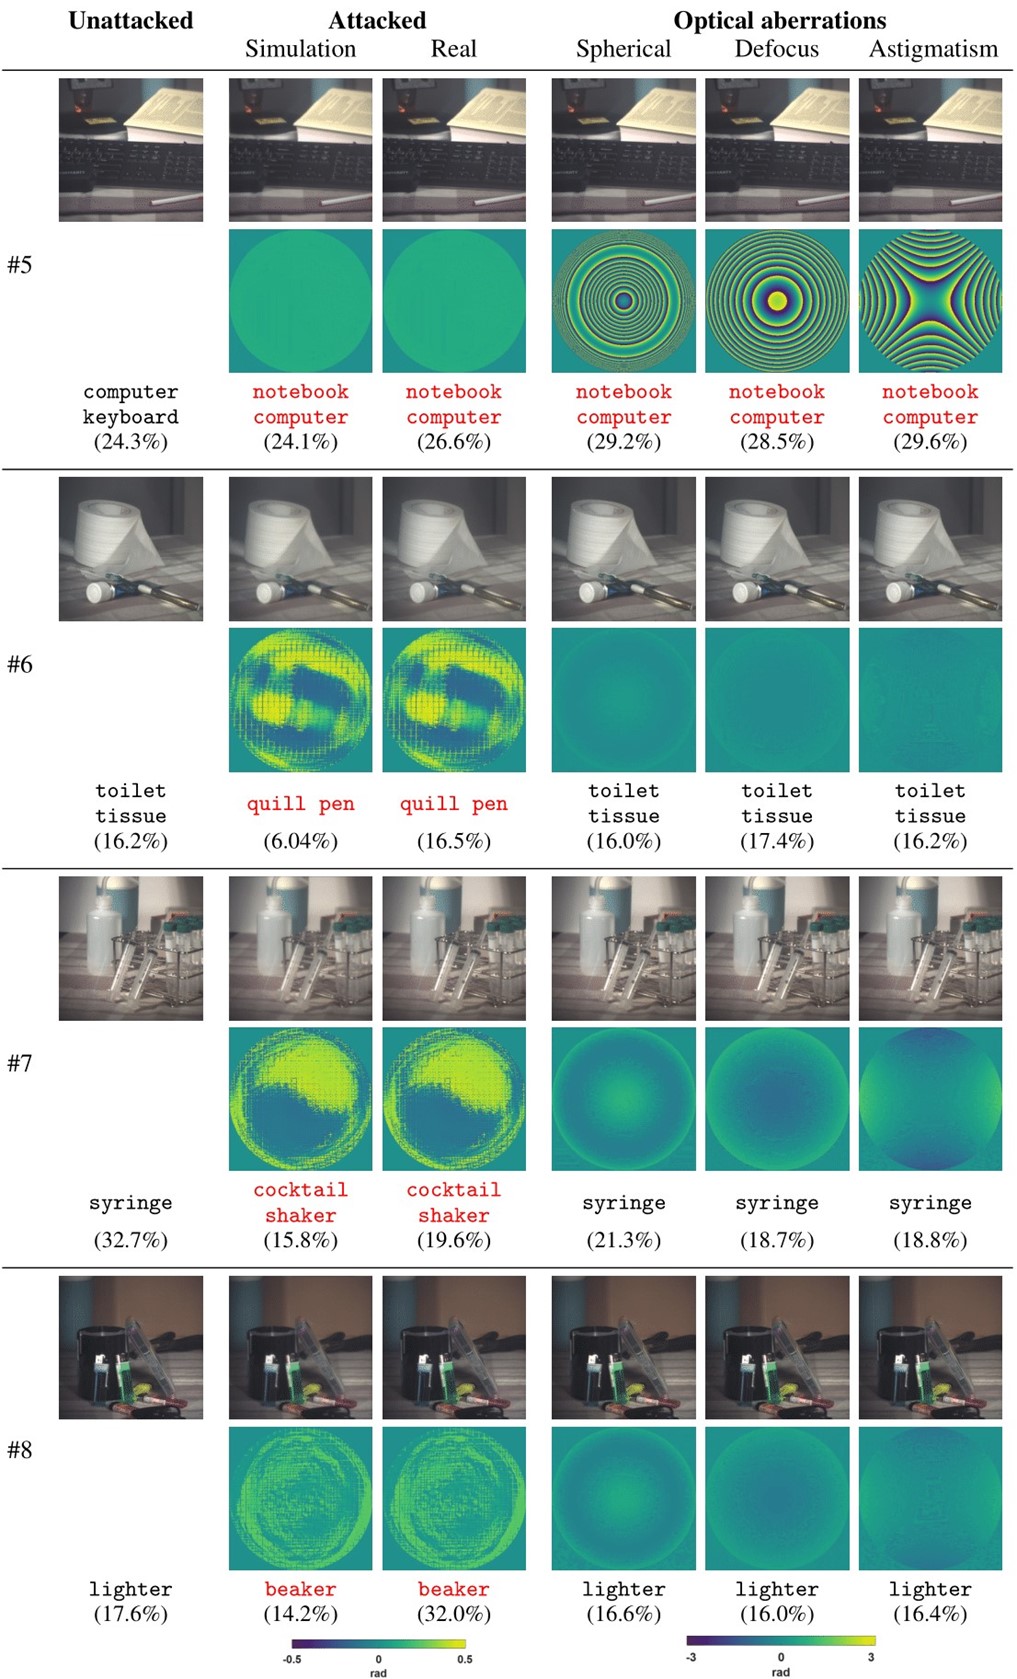 Unattacked Attacked Optical aberrations
Simulation Real Spherical Defocus Astigmatism
#5
computer notebook notebook notebook notebook notebook
keyboard computer computer computer computer computer
(24.3%) (24.1%) (26.6%) (29.2%) (28.5%) (29.6%)
#6
toilet quill pen quill pen toilet toilet toilet
tissue tissue tissue tissue
(16.2%) (6.04%) (16.5%) (16.0%) (17.4%) (16.2%)
#7
syringe cocktail cocktail syringe syringe syringe
shaker shaker
(32.7%) (15.8%) (19.6%) (21.3%) (18.7%) (18.8%)
#8
lighter beaker beaker lighter lighter lighter
(17.6%) (14.2%) (32.0%) (16.6%) (16.0%) (16.4%)
-0.5 0 0.5 -3 0 3
rad rad